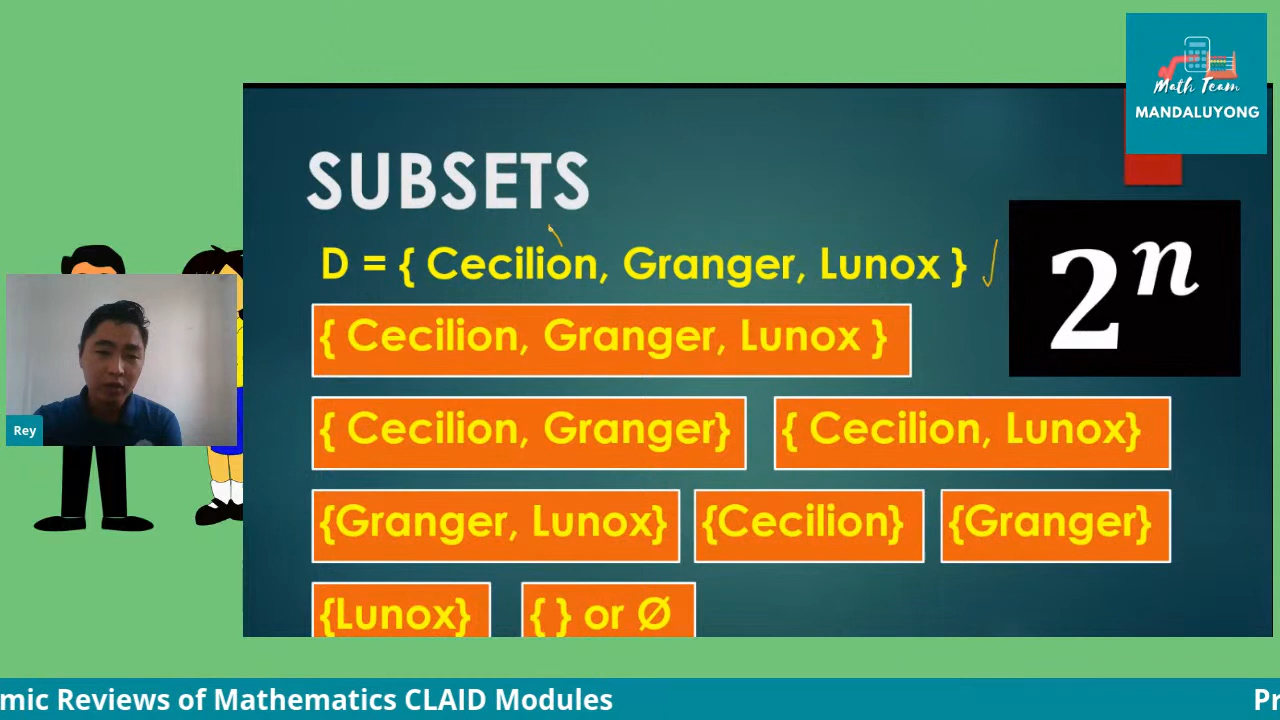 Math Team
MANDALUYONG
SUBSETS
D = { Cecilion, Granger, Lunox }
2ⁿ
{ Cecilion, Granger, Lunox }
{ Cecilion, Granger} { Cecilion, Lunox}
{Granger, Lunox} {Cecilion} {Granger}
{Lunox} { } or Ø
Rey
mic Reviews of Mathematics CLAID Modules Pr